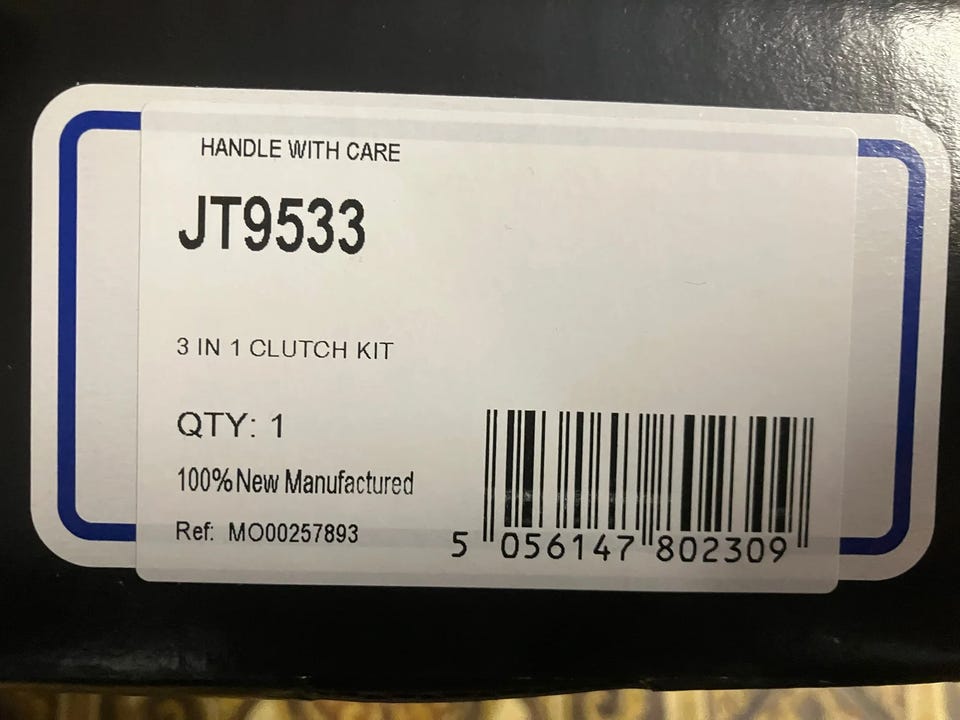 HANDLE WITH CARE
JT9533
3 IN 1 CLUTCH KIT
QTY: 1
100% New Manufactured
Ref: MO00257893
5 056147 802309